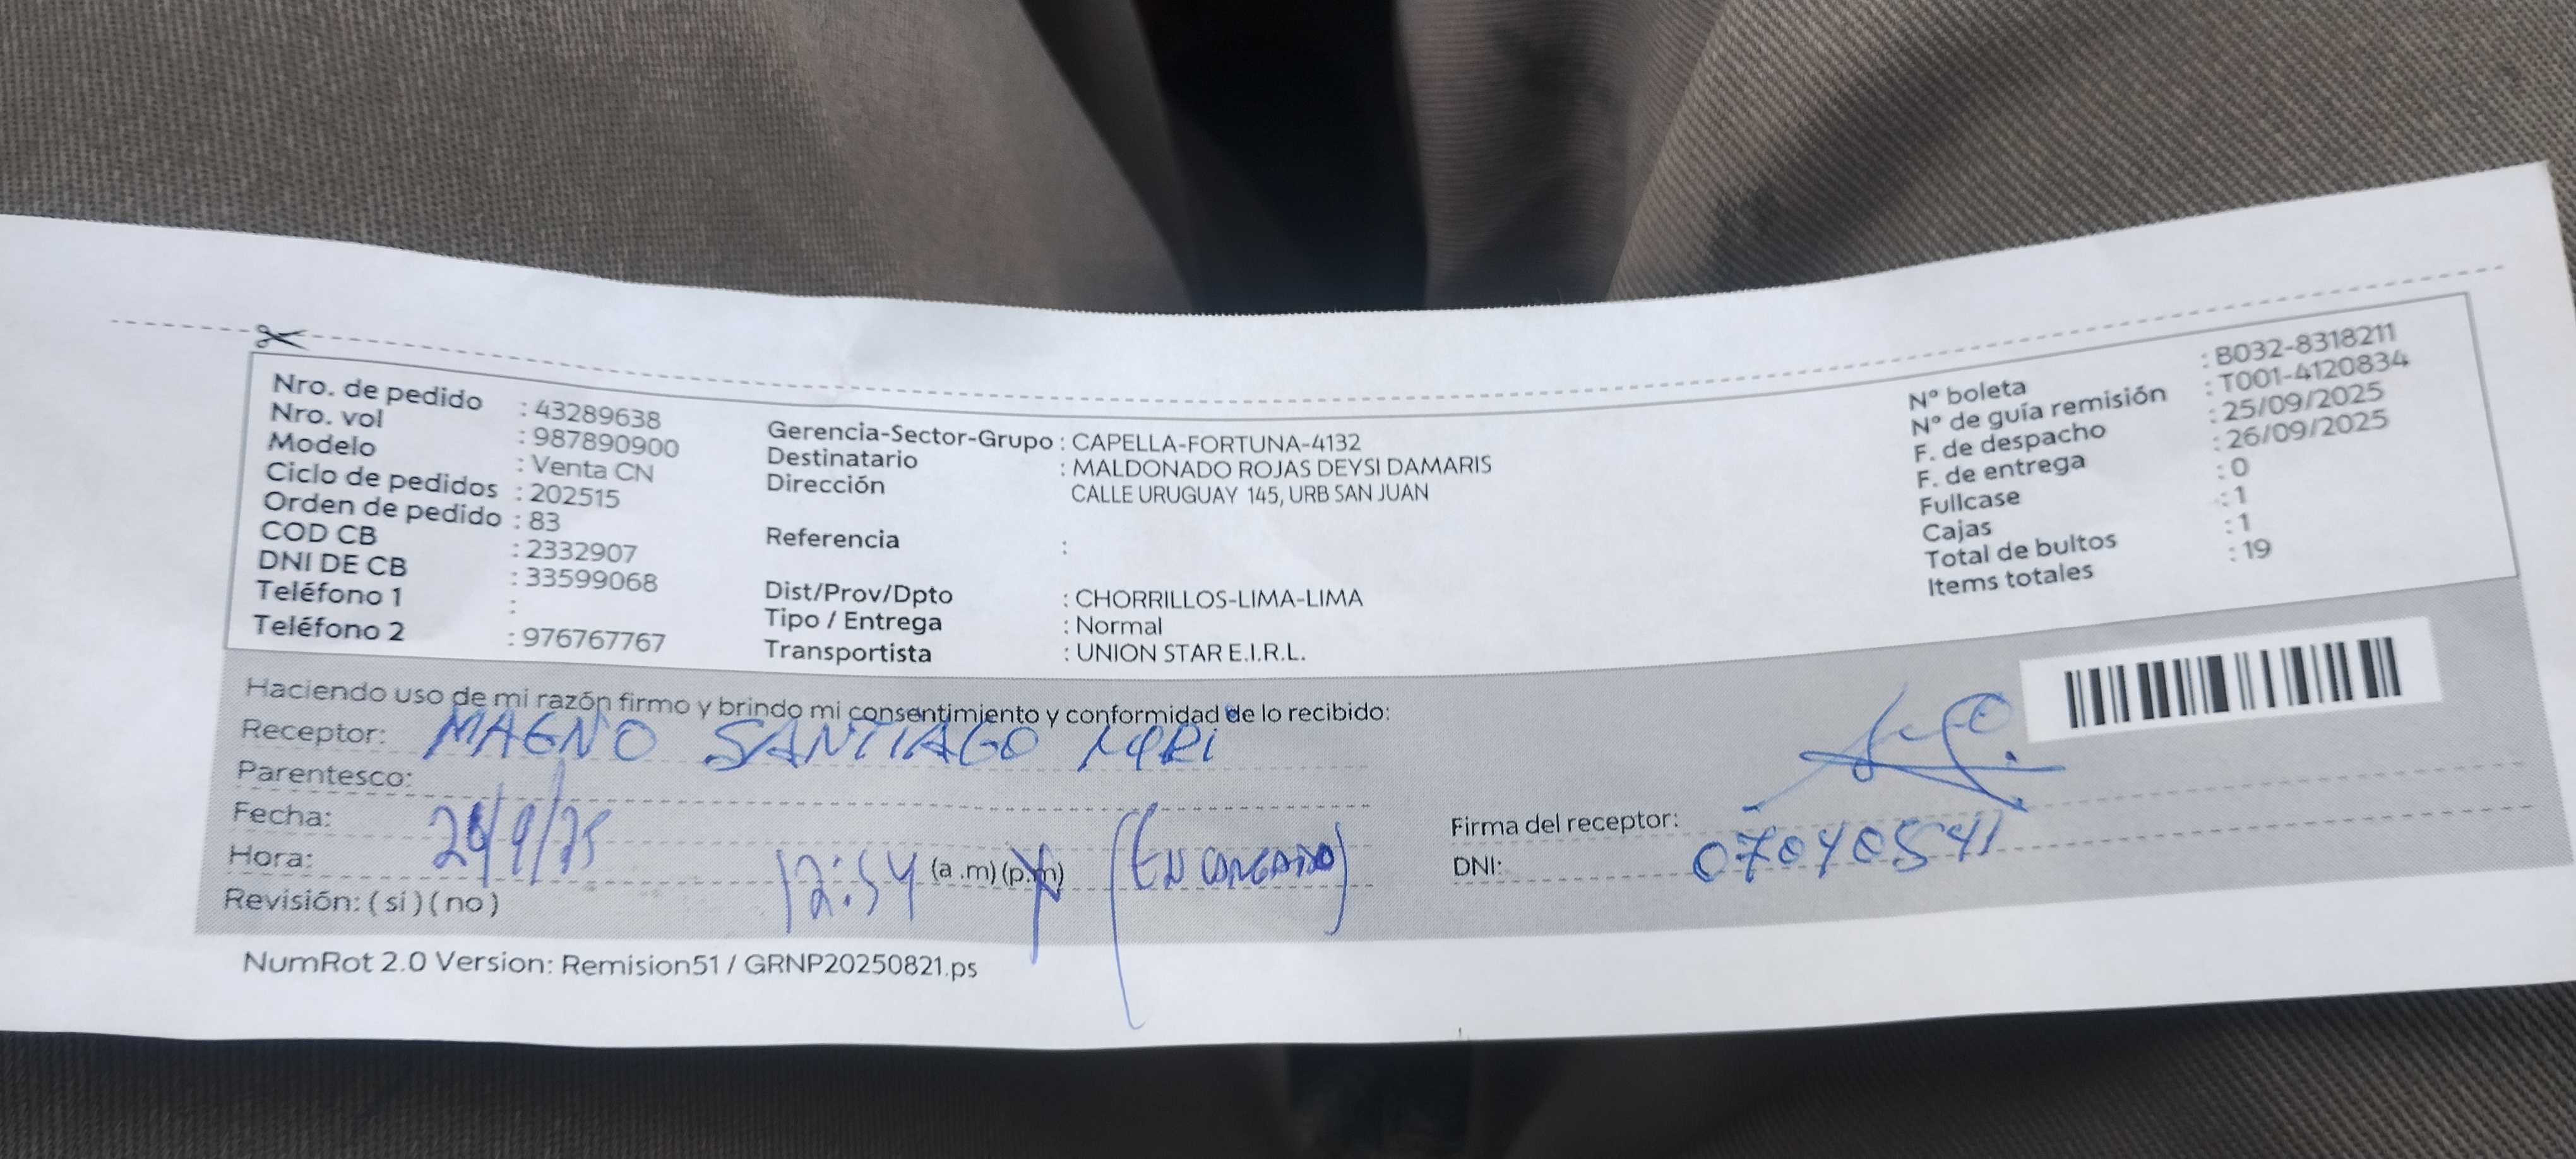 Nro. de pedido : 43289638
Nro. vol : 987890900
Modelo : Venta CN
Ciclo de pedidos : 202515
Orden de pedido : 83
COD CB : 2332907
DNI DE CB : 33599068
Teléfono 1 :
Teléfono 2 : 976767767
Gerencia-Sector-Grupo : CAPELLA-FORTUNA-4132
Destinatario : MALDONADO ROJAS DEYSI DAMARIS
Dirección CALLE URUGUAY 145, URB SAN JUAN
Referencia :
Dist/Prov/Dpto : CHORRILLOS-LIMA-LIMA
Tipo / Entrega : Normal
Transportista : UNION STAR E.I.R.L.
N° boleta : B032-8318211
N° de guía remisión : T001-4120834
F. de despacho : 25/09/2025
F. de entrega : 26/09/2025
Fullcase : 0
Cajas : 1
Total de bultos : 1
Items totales : 19
Haciendo uso de mi razón firmo y brindo mi consentimiento y conformidad de lo recibido:
Receptor: MAGNO SANTIAGO
Parentesco:
Fecha:
Hora: 12:54 (a.m) (p.m) (ENCARGADO)
Revisión: ( si ) ( no )
Firma del receptor:
DNI: 07040541
NumRot 2.0 Version: Remision51 / GRNP20250821.ps